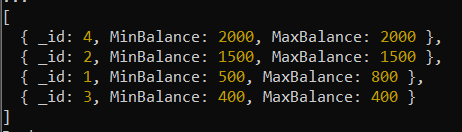 [
{ _id: 4, MinBalance: 2000, MaxBalance: 2000 },
{ _id: 2, MinBalance: 1500, MaxBalance: 1500 },
{ _id: 1, MinBalance: 500, MaxBalance: 800 },
{ _id: 3, MinBalance: 400, MaxBalance: 400 }
]